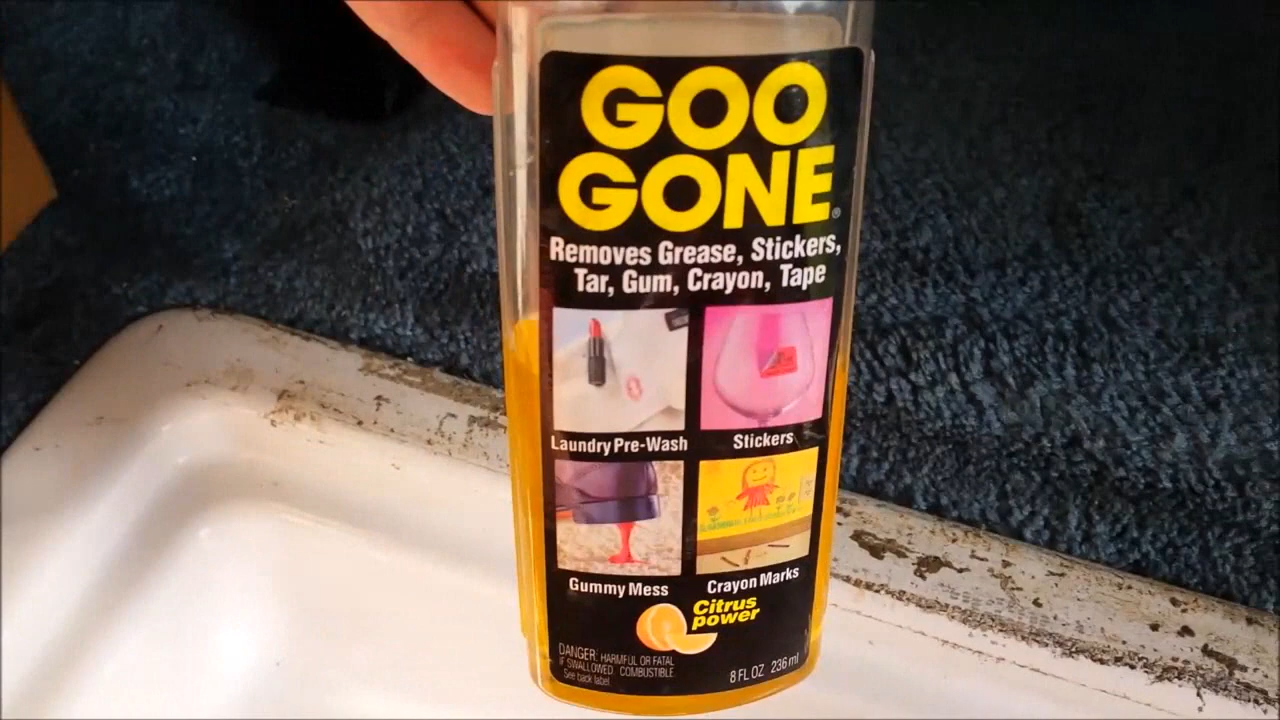 GOO
GONE®
Removes Grease, Stickers,
Tar, Gum, Crayon, Tape
Laundry Pre-Wash
Stickers
Gummy Mess
Crayon Marks
Citrus
power
DANGER: HARMFUL OR FATAL
IF SWALLOWED. COMBUSTIBLE.
See back label.
8 FL OZ 236 ml